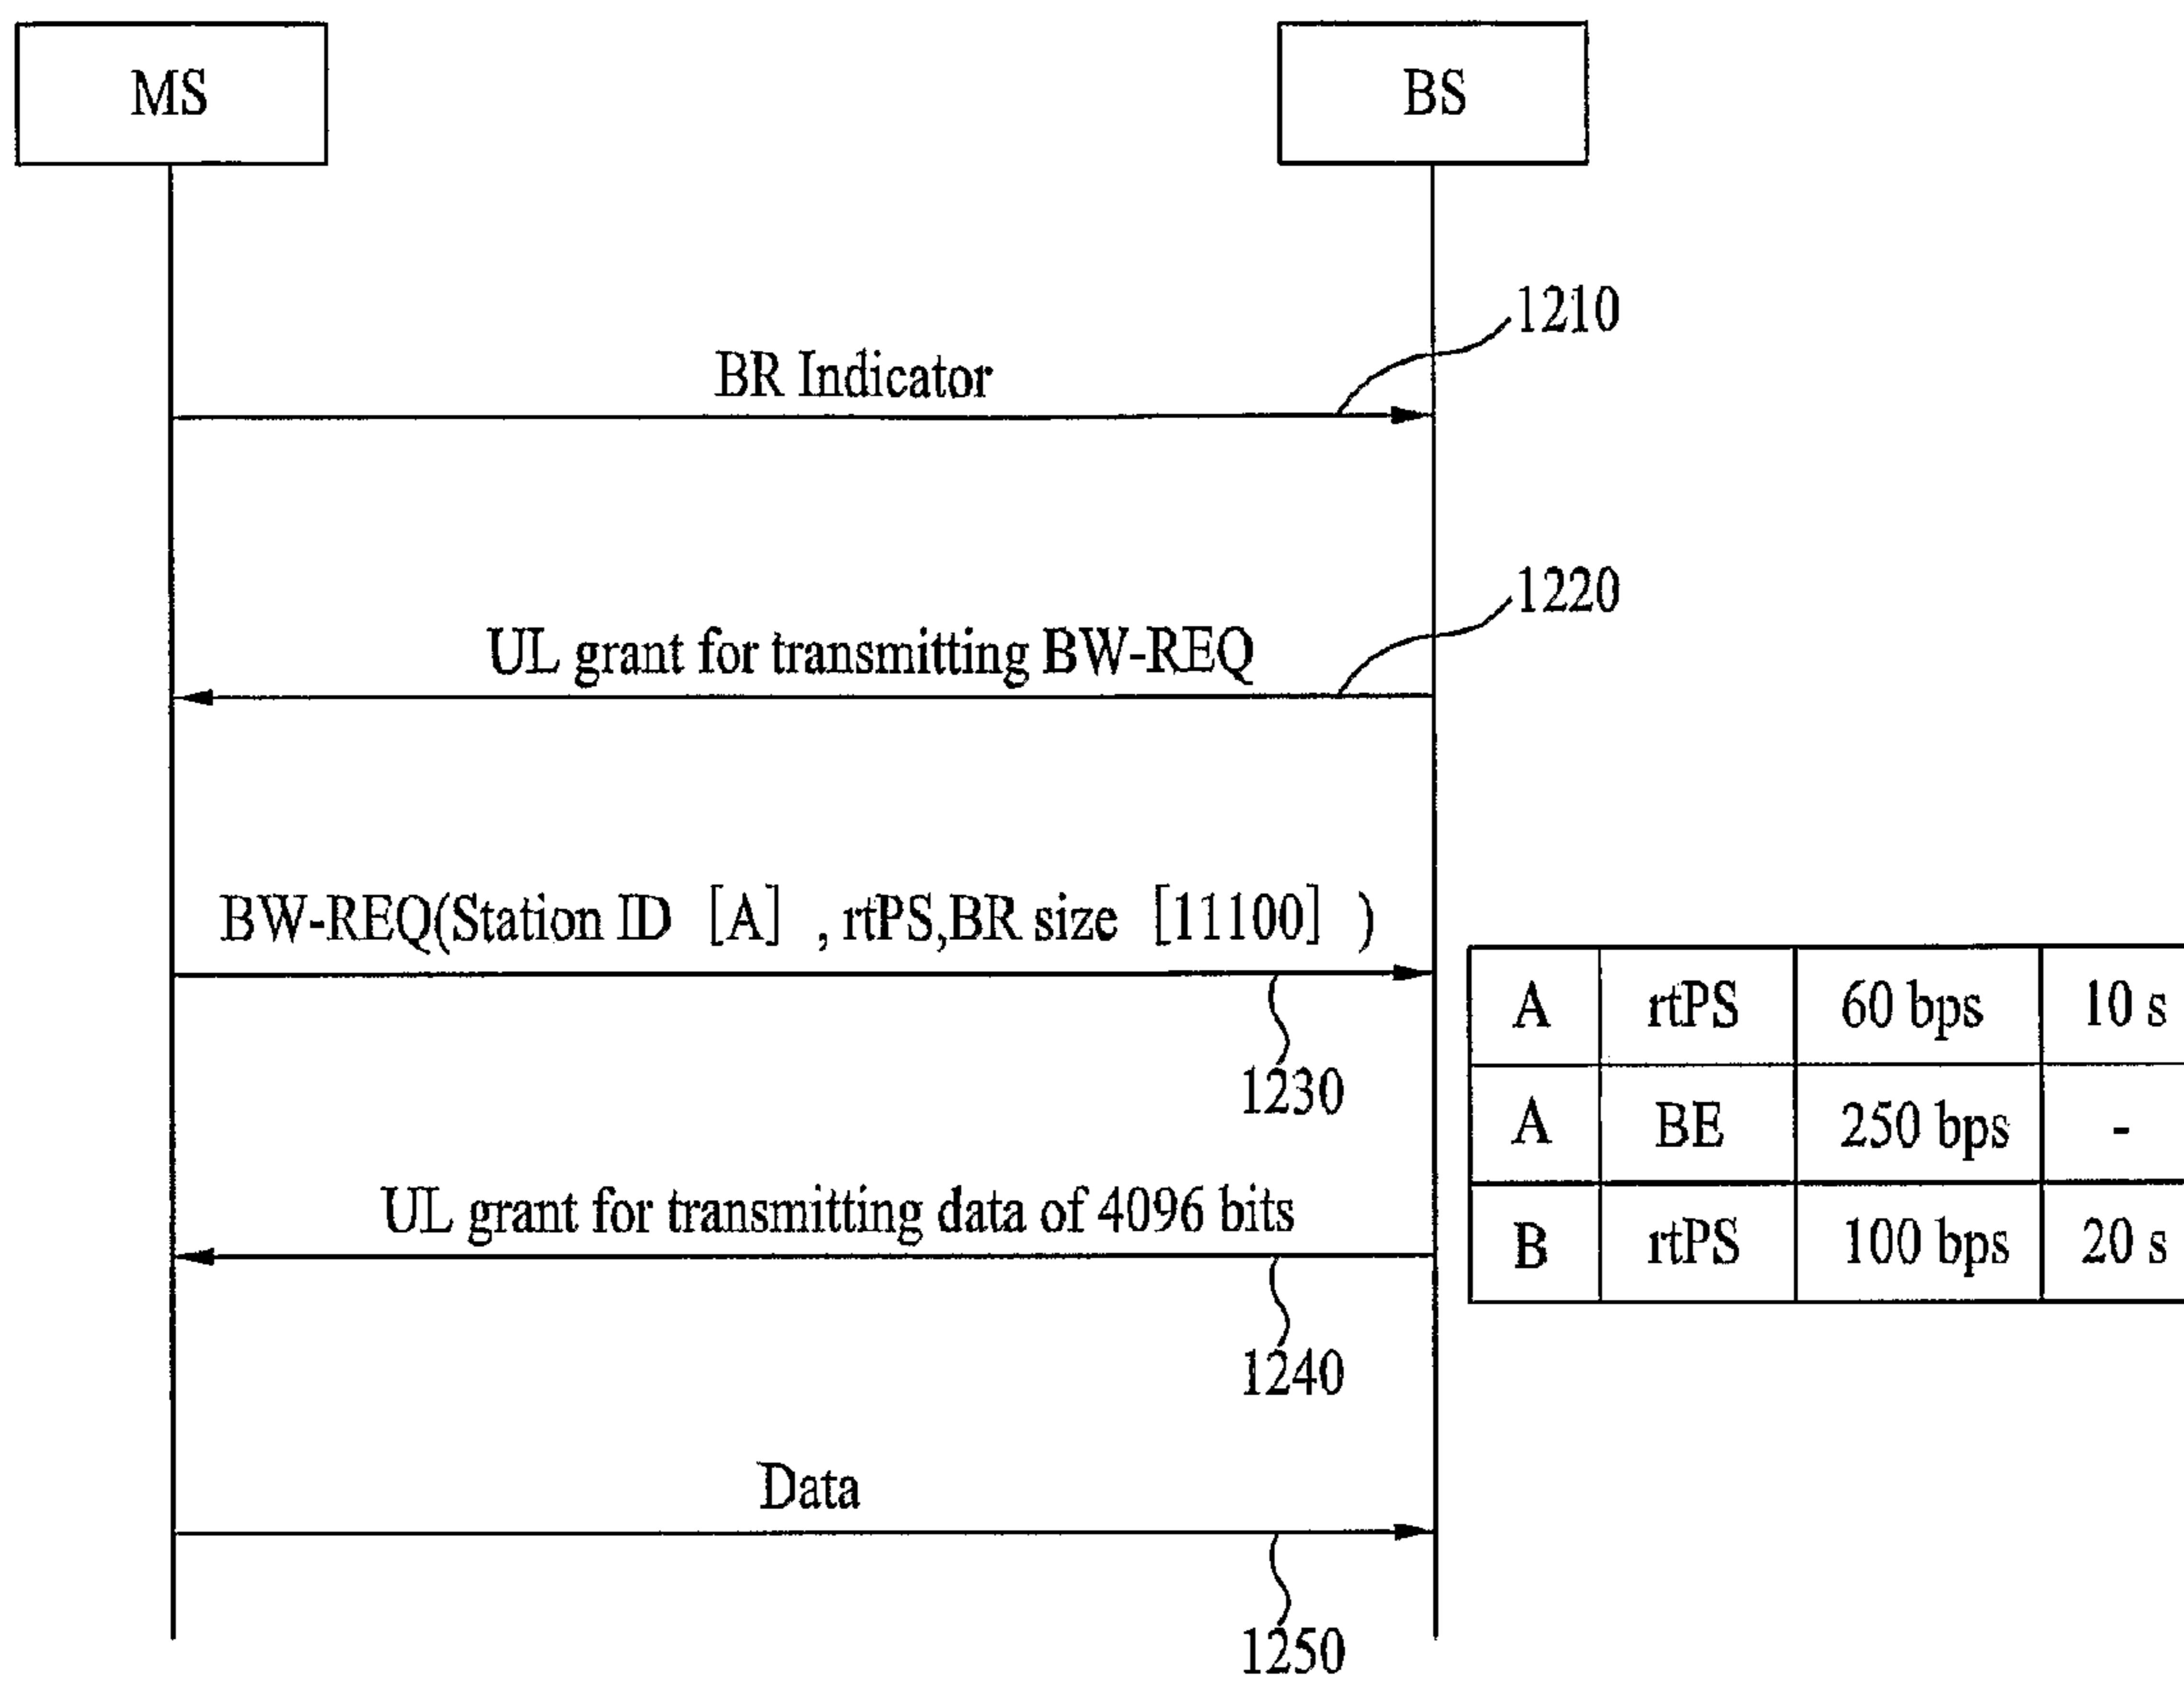 MS
BS
1210
BR Indicator
1220
UL grant for transmitting BW-REQ
BW-REQ(Station ID [A] , rtPS,BR size [11100] )
1230
A rtPS 60 bps 10 s
A BE 250 bps -
B rtPS 100 bps 20 s
UL grant for transmitting data of 4096 bits
1240
Data
1250